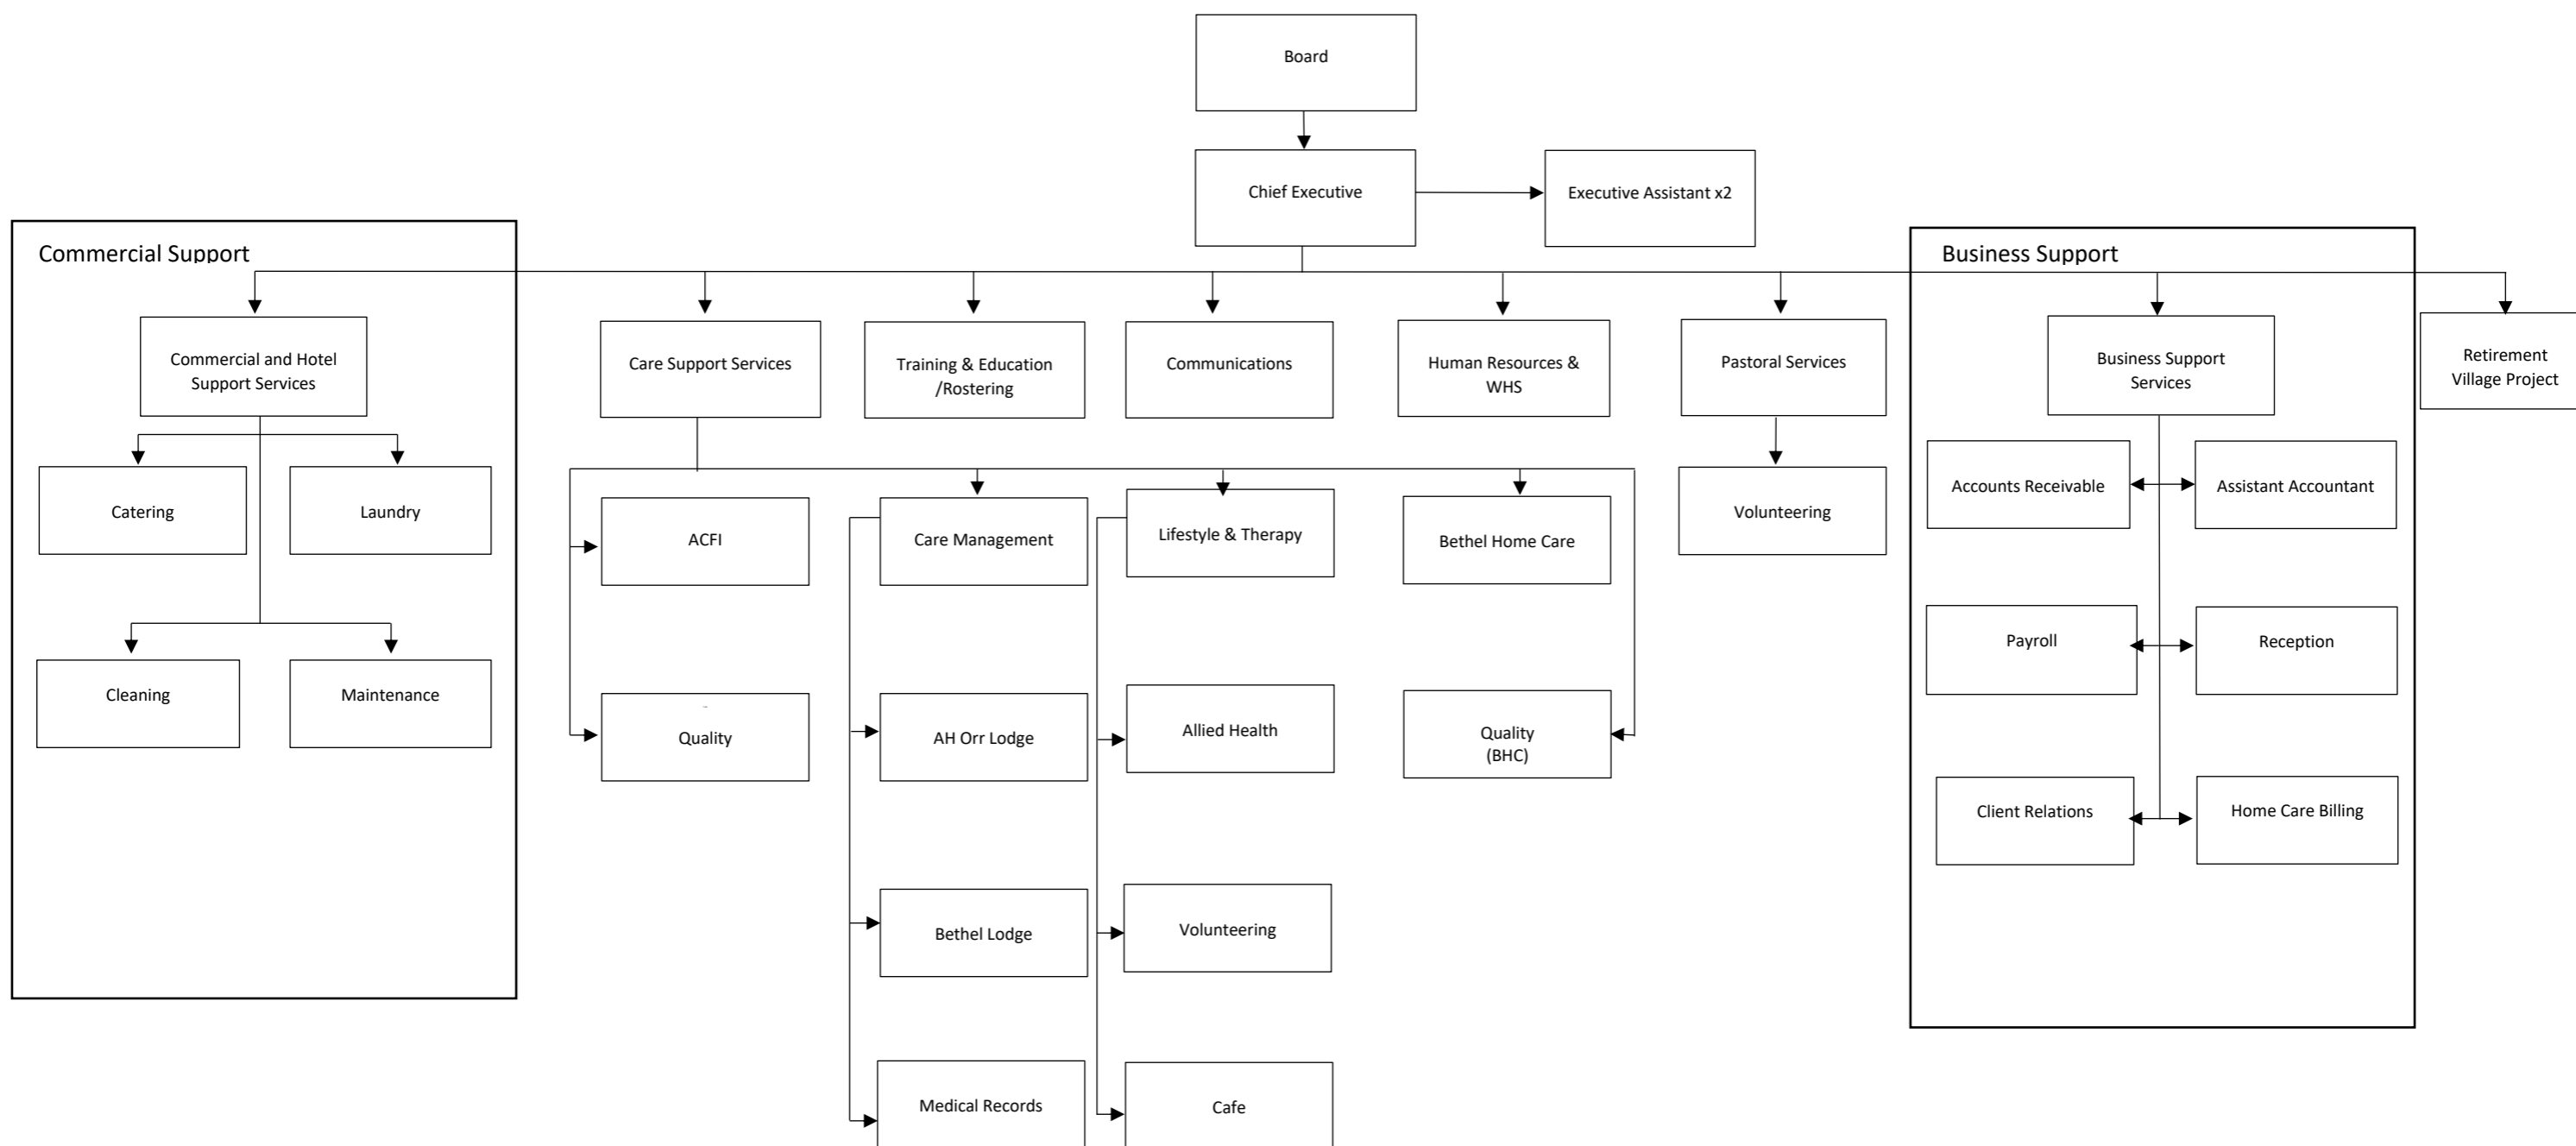 Board
Chief Executive
Executive Assistant x2
Commercial Support
Business Support
Commercial and Hotel
Support Services
Care Support Services
Training & Education
/Rostering
Communications
Human Resources &
WHS
Pastoral Services
Business Support
Services
Retirement
Village Project
Catering
Laundry
ACFI
Care Management
Lifestyle & Therapy
Bethel Home Care
Volunteering
Accounts Receivable
Assistant Accountant
Cleaning
Maintenance
Quality
AH Orr Lodge
Allied Health
Quality
(BHC)
Payroll
Reception
Bethel Lodge
Volunteering
Client Relations
Home Care Billing
Medical Records
Cafe